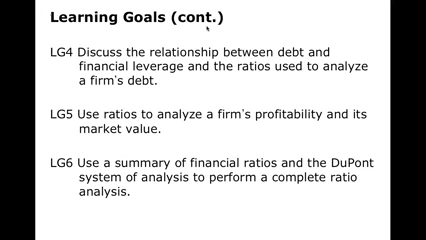 Learning Goals (cont.)
LG4 Discuss the relationship between debt and
financial leverage and the ratios used to analyze
a firm's debt.
LG5 Use ratios to analyze a firm's profitability and its
market value.
LG6 Use a summary of financial ratios and the DuPont
system of analysis to perform a complete ratio
analysis.